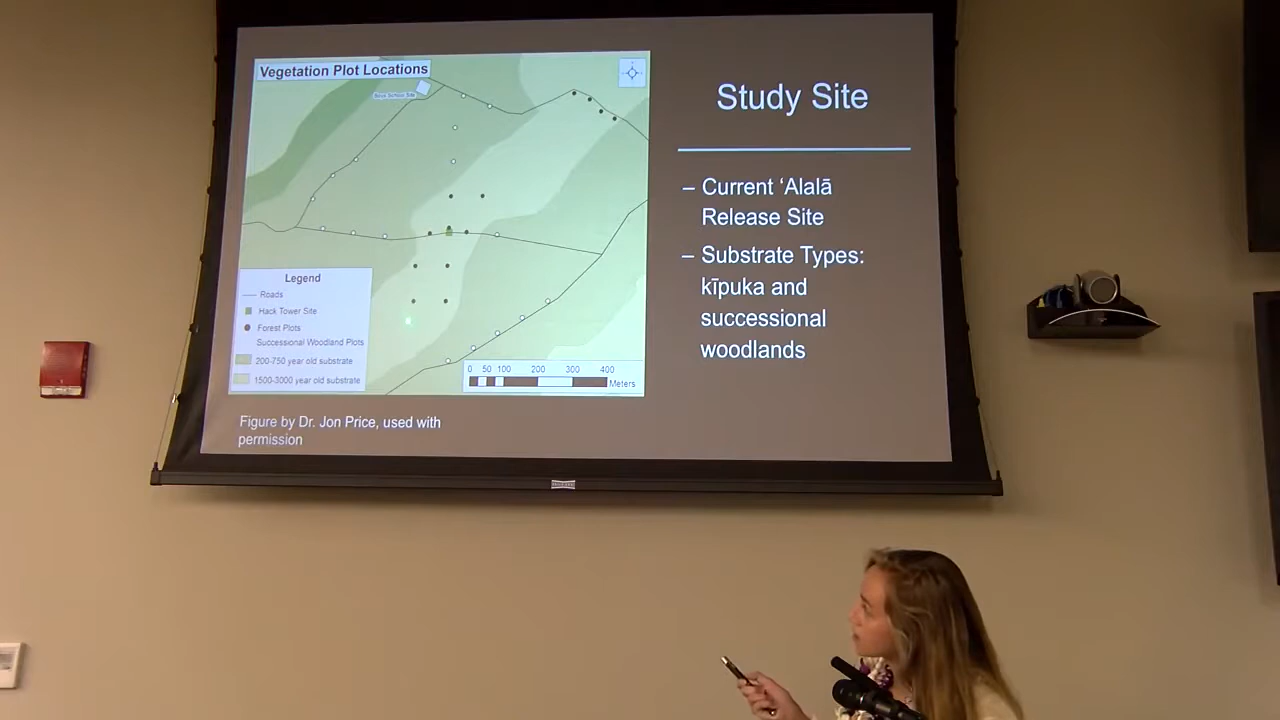 Vegetation Plot Locations
Study Site
– Current ʻAlalā
Release Site
– Substrate Types:
kīpuka and
successional
woodlands
Legend
Roads
Hack Tower Site
Forest Plots
Successional Woodland Plots
200-750 year old substrate
1500-3000 year old substrate
0 50 100 200 300 400
Meters
Figure by Dr. Jon Price, used with
permission